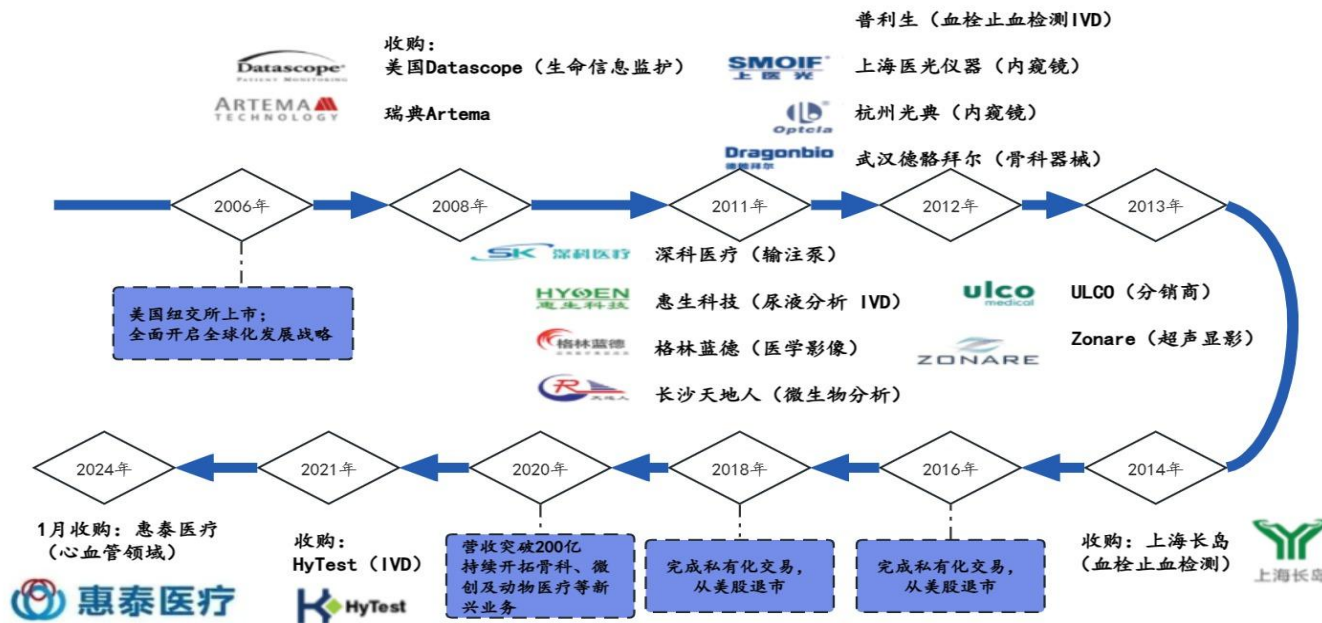 普利生（血栓止血检测IVD）
收购：
Datascope
PATIENT MONITORING
美国Datascope（生命信息监护）
SMOIF
上医光
上海医光仪器（内窥镜）
ARTEMA
TECHNOLOGY
瑞典Artema
Optcla
杭州光典（内窥镜）
Dragonbio
德骼拜尔
武汉德骼拜尔（骨科器械）
2006年
2008年
2011年
2012年
2013年
美国纽交所上市；
全面开启全球化发展战略
SK 深科医疗
深科医疗（输注泵）
HYSEN
惠生科技
惠生科技（尿液分析 IVD）
格林蓝德
格林蓝德（医学影像）
天地人
长沙天地人（微生物分析）
ulco
medical
ULCO（分销商）
ZONARE
Zonare（超声显影）
2024年
2021年
2020年
2018年
2016年
2014年
1月收购：惠泰医疗
（心血管领域）
惠泰医疗
收购：
HyTest（IVD）
HyTest
营收突破200亿
持续开拓骨科、微
创及动物医疗等新
兴业务
完成私有化交易，
从美股退市
完成私有化交易，
从美股退市
收购：上海长岛
（血栓止血检测）
上海长岛